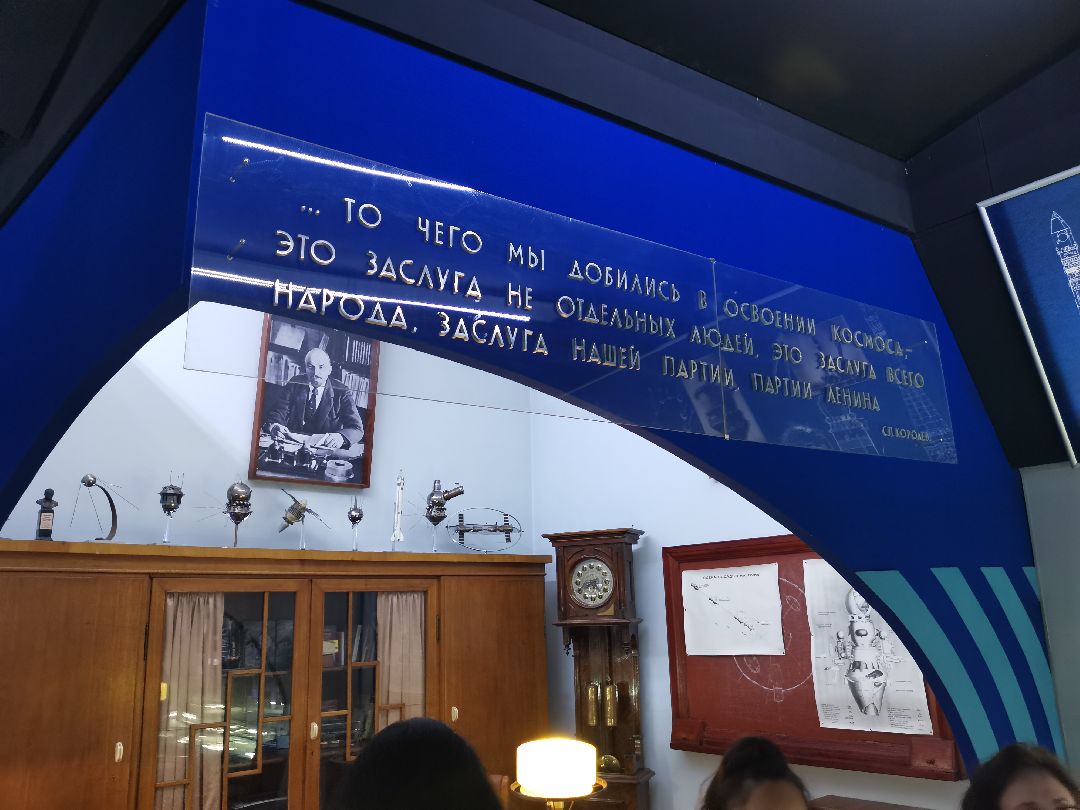 ... ТО ЧЕГО МЫ ДОБИЛИСЬ В ОСВОЕНИИ КОСМОСА,–
ЭТО ЗАСЛУГА НЕ ОТДЕЛЬНЫХ ЛЮДЕЙ, ЭТО ЗАСЛУГА ВСЕГО
НАРОДА, ЗАСЛУГА НАШЕЙ ПАРТИИ, ПАРТИИ ЛЕНИНА
С.П.КОРОЛЕВ